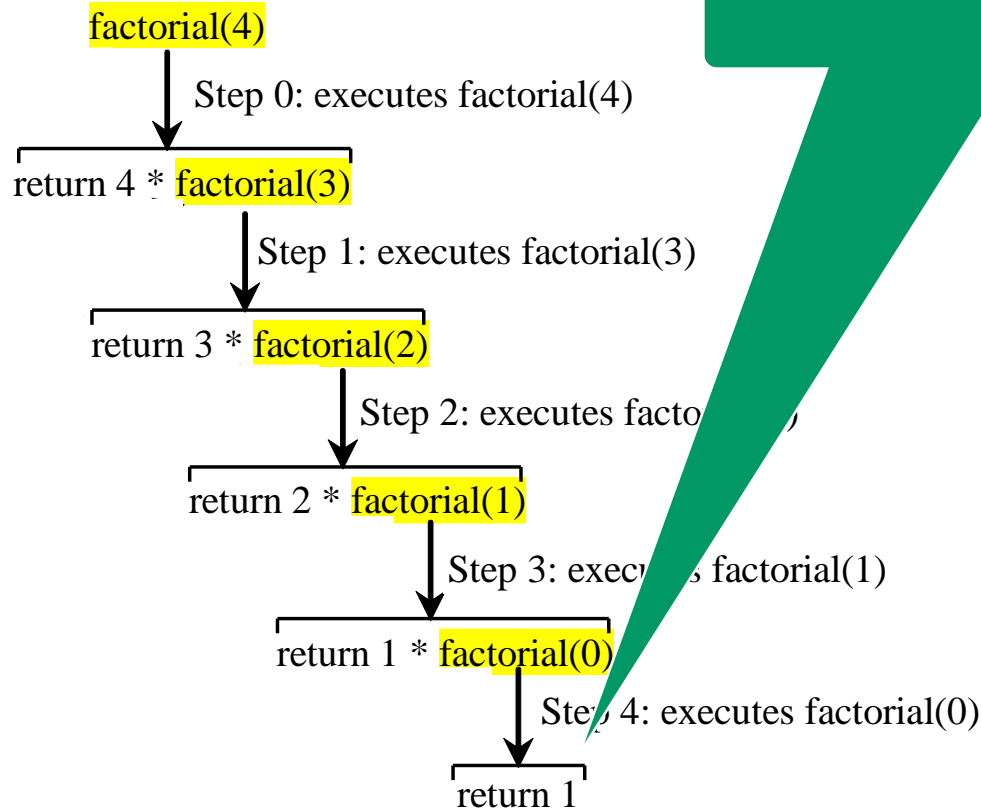 factorial(4)
Step 0: executes factorial(4)
return 4 * factorial(3)
Step 1: executes factorial(3)
return 3 * factorial(2)
Step 2: executes
return 2 * factorial(1)
Step 3: factorial(1)
return 1 * factorial(0)
Step 4: executes factorial(0)
return 1